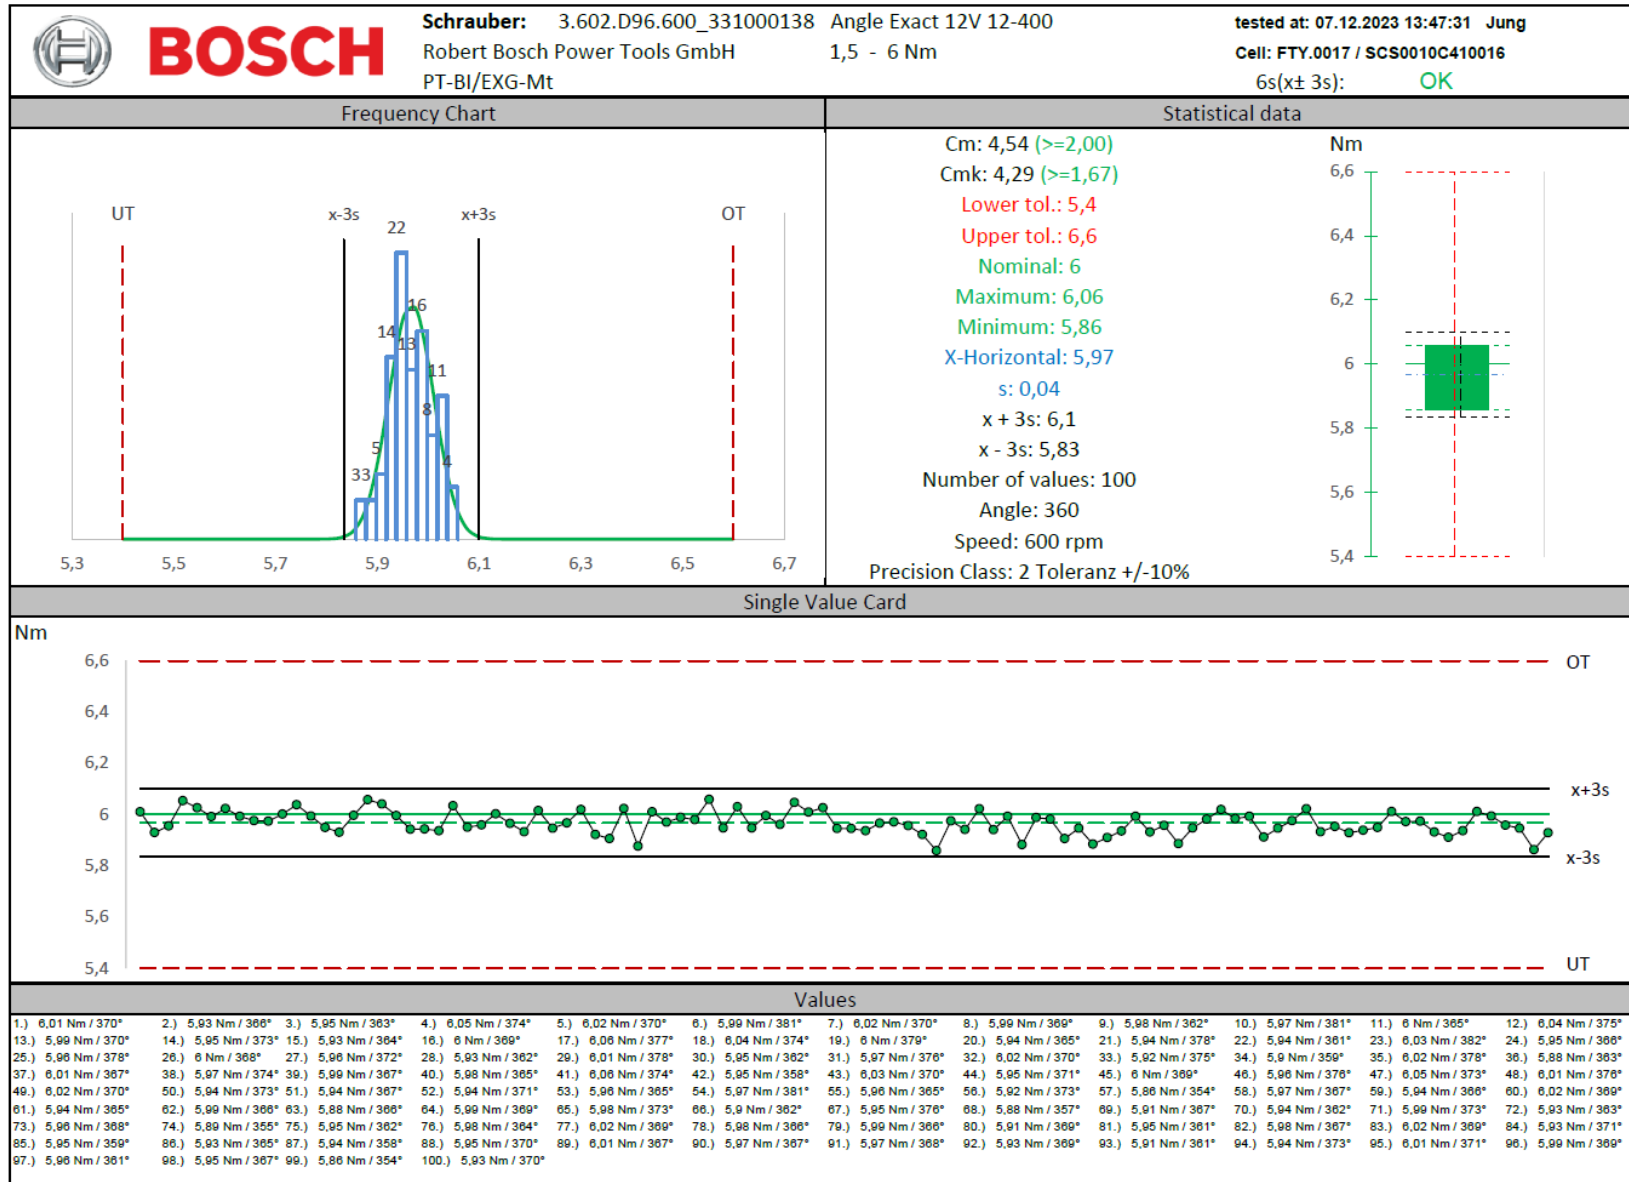 BOSCH
Schrauber: 3.602.D96.600_331000138 Angle Exact 12V 12-400
Robert Bosch Power Tools GmbH 1,5 - 6 Nm
PT-BI/EXG-Mt
tested at: 07.12.2023 13:47:31 Jung
Cell: FTY.0017 / SCS0010C410016
6s(x± 3s): OK
Frequency Chart
UT x-3s x+3s OT
22
16
14
13
11
8
5
4
33
5,3 5,5 5,7 5,9 6,1 6,3 6,5 6,7
Statistical data
Cm: 4,54 (>=2,00)
Cmk: 4,29 (>=1,67)
Lower tol.: 5,4
Upper tol.: 6,6
Nominal: 6
Maximum: 6,06
Minimum: 5,86
X-Horizontal: 5,97
s: 0,04
x + 3s: 6,1
x - 3s: 5,83
Number of values: 100
Angle: 360
Speed: 600 rpm
Precision Class: 2 Toleranz +/-10%
Nm
6,6
6,4
6,2
6
5,8
5,6
5,4
Single Value Card
Nm
6,6 OT
6,4
6,2
x+3s
6
5,8 x-3s
5,6
5,4 UT
Values
1.) 6,01 Nm / 370° 2.) 5,93 Nm / 366° 3.) 5,95 Nm / 363° 4.) 6,05 Nm / 374° 5.) 6,02 Nm / 370° 6.) 5,99 Nm / 381° 7.) 6,02 Nm / 370° 8.) 5,99 Nm / 369° 9.) 5,98 Nm / 362° 10.) 5,97 Nm / 381° 11.) 6 Nm / 365° 12.) 6,04 Nm / 375°
13.) 5,99 Nm / 370° 14.) 5,95 Nm / 373° 15.) 5,93 Nm / 364° 16.) 6 Nm / 369° 17.) 6,06 Nm / 377° 18.) 6,04 Nm / 374° 19.) 6 Nm / 379° 20.) 5,94 Nm / 365° 21.) 5,94 Nm / 378° 22.) 5,94 Nm / 361° 23.) 6,03 Nm / 382° 24.) 5,95 Nm / 366°
25.) 5,96 Nm / 378° 26.) 6 Nm / 368° 27.) 5,96 Nm / 372° 28.) 5,93 Nm / 362° 29.) 6,01 Nm / 378° 30.) 5,95 Nm / 362° 31.) 5,97 Nm / 376° 32.) 6,02 Nm / 370° 33.) 5,92 Nm / 375° 34.) 5,9 Nm / 359° 35.) 6,02 Nm / 378° 36.) 5,88 Nm / 363°
37.) 6,01 Nm / 367° 38.) 5,97 Nm / 374° 39.) 5,99 Nm / 367° 40.) 5,98 Nm / 365° 41.) 6,06 Nm / 374° 42.) 5,95 Nm / 358° 43.) 6,03 Nm / 370° 44.) 5,95 Nm / 371° 45.) 6 Nm / 369° 46.) 5,96 Nm / 376° 47.) 6,05 Nm / 373° 48.) 6,01 Nm / 376°
49.) 6,02 Nm / 370° 50.) 5,94 Nm / 373° 51.) 5,94 Nm / 367° 52.) 5,94 Nm / 371° 53.) 5,96 Nm / 365° 54.) 5,97 Nm / 381° 55.) 5,96 Nm / 365° 56.) 5,92 Nm / 373° 57.) 5,86 Nm / 354° 58.) 5,97 Nm / 367° 59.) 5,94 Nm / 366° 60.) 6,02 Nm / 369°
61.) 5,94 Nm / 365° 62.) 5,99 Nm / 366° 63.) 5,88 Nm / 366° 64.) 5,99 Nm / 369° 65.) 5,98 Nm / 373° 66.) 5,9 Nm / 362° 67.) 5,95 Nm / 376° 68.) 5,88 Nm / 357° 69.) 5,91 Nm / 367° 70.) 5,94 Nm / 362° 71.) 5,99 Nm / 373° 72.) 5,93 Nm / 363°
73.) 5,96 Nm / 368° 74.) 5,89 Nm / 355° 75.) 5,95 Nm / 362° 76.) 5,98 Nm / 364° 77.) 6,02 Nm / 369° 78.) 5,98 Nm / 366° 79.) 5,99 Nm / 366° 80.) 5,91 Nm / 369° 81.) 5,95 Nm / 361° 82.) 5,98 Nm / 367° 83.) 6,02 Nm / 369° 84.) 5,93 Nm / 371°
85.) 5,95 Nm / 359° 86.) 5,93 Nm / 365° 87.) 5,94 Nm / 358° 88.) 5,95 Nm / 370° 89.) 6,01 Nm / 367° 90.) 5,97 Nm / 367° 91.) 5,97 Nm / 368° 92.) 5,93 Nm / 369° 93.) 5,91 Nm / 361° 94.) 5,94 Nm / 373° 95.) 6,01 Nm / 371° 96.) 5,99 Nm / 369°
97.) 5,96 Nm / 361° 98.) 5,95 Nm / 367° 99.) 5,86 Nm / 354° 100.) 5,93 Nm / 370°